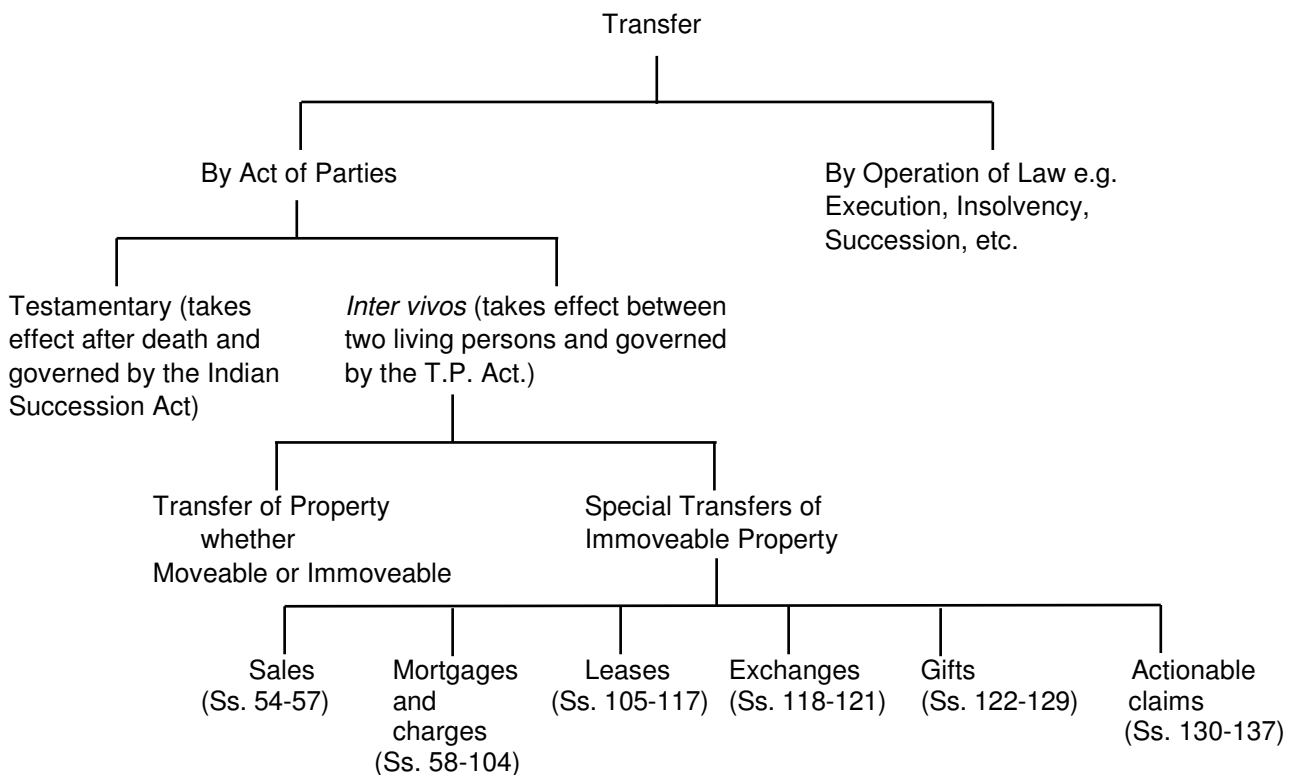 Transfer
By Act of Parties
By Operation of Law e.g.
Execution, Insolvency,
Succession, etc.
Testamentary (takes
effect after death and
governed by the Indian
Succession Act)
Inter vivos (takes effect between
two living persons and governed
by the T.P. Act.)
Transfer of Property
whether
Moveable or Immoveable
Special Transfers of
Immoveable Property
Sales
(Ss. 54-57)
Mortgages
and
charges
(Ss. 58-104)
Leases
(Ss. 105-117)
Exchanges
(Ss. 118-121)
Gifts
(Ss. 122-129)
Actionable
claims
(Ss. 130-137)